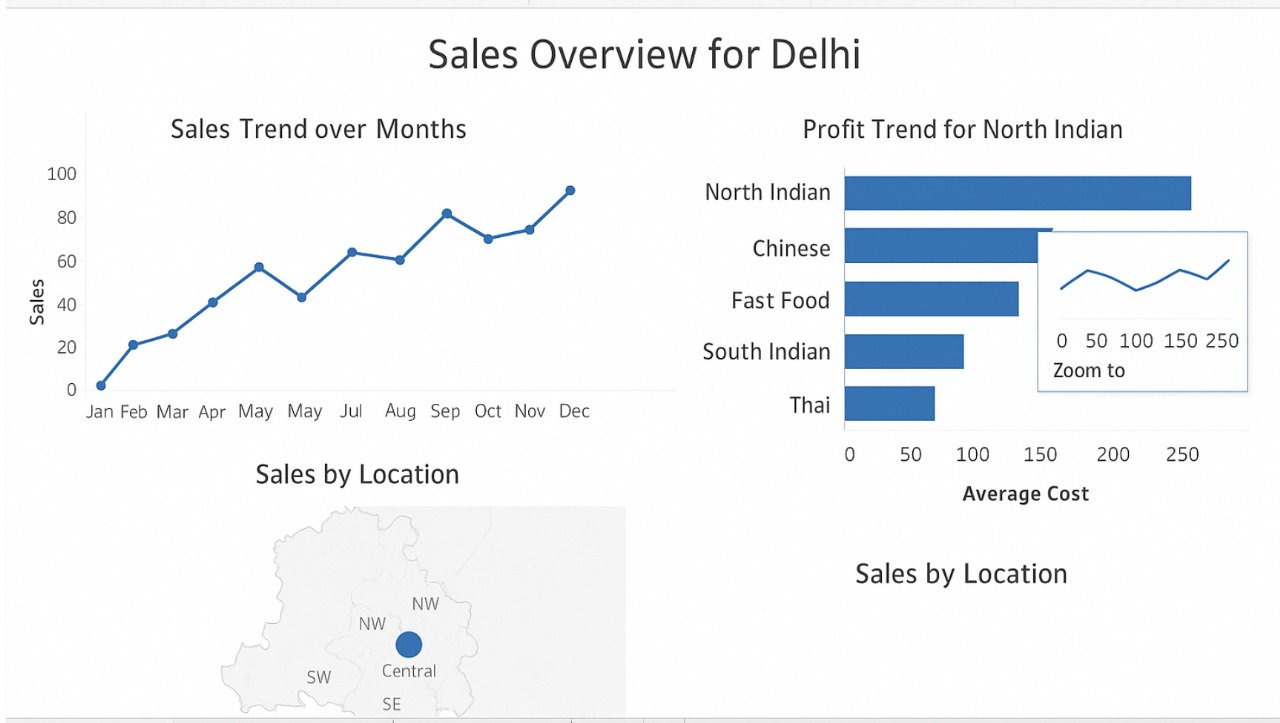 Sales Overview for Delhi
Sales Trend over Months
100
80
60
40
20
0
Sales
Jan Feb Mar Apr May May Jul Aug Sep Oct Nov Dec
Profit Trend for North Indian
North Indian
Chinese
Fast Food
South Indian
Thai
0 50 100 150 250
Zoom to
0 50 100 150 200 250
Average Cost
Sales by Location
NW
NW
Central
SW
SE
Sales by Location